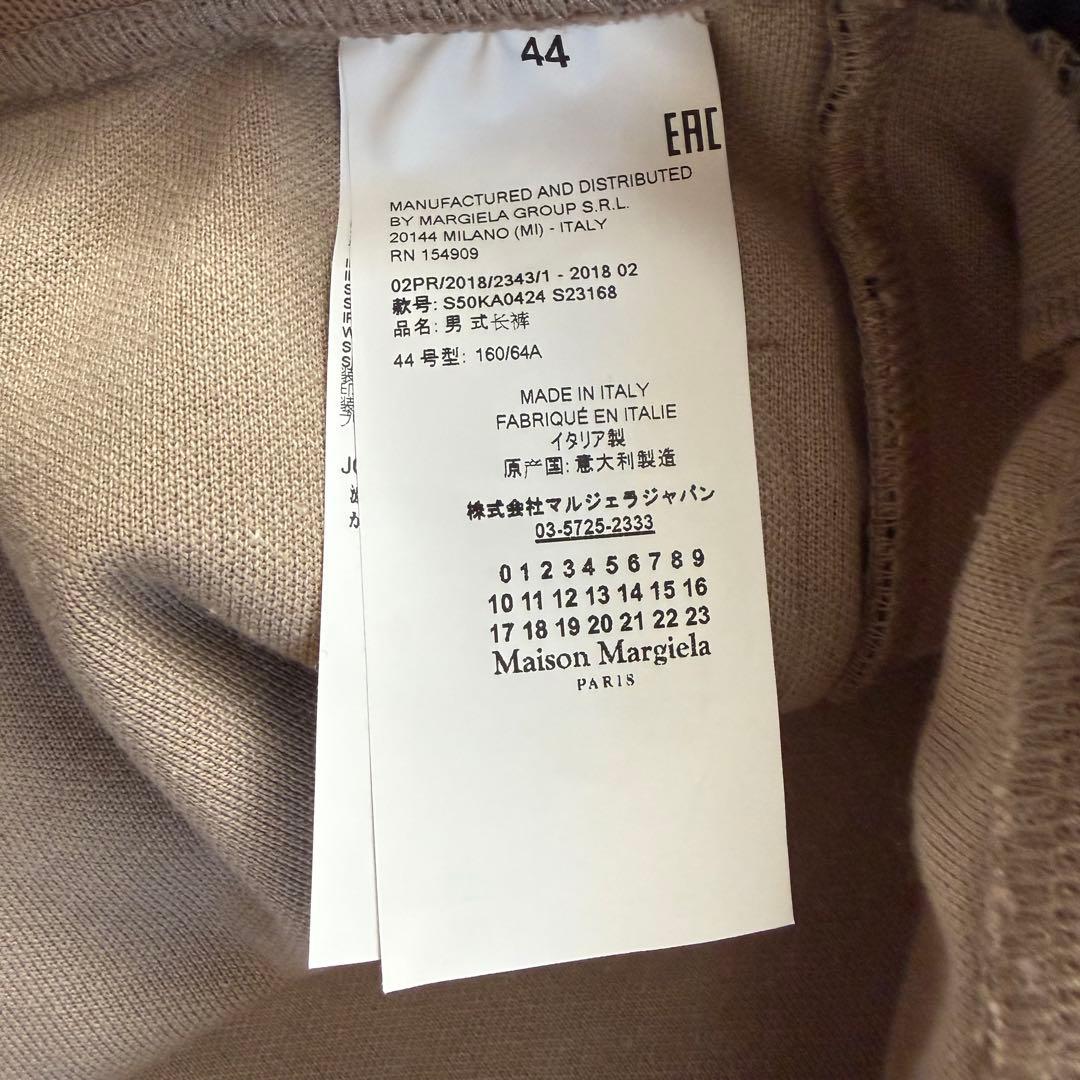 44
EAC
MANUFACTURED AND DISTRIBUTED
BY MARGIELA GROUP S.R.L.
20144 MILANO (MI) - ITALY
RN 154909
02PR/2018/2343/1 - 2018 02
款号: S50KA0424 S23168
品名: 男 式长裤
44 号型: 160/64A
MADE IN ITALY
FABRIQUÉ EN ITALIE
イタリア製
原产国: 意大利製造
株式会社マルジェラジャパン
03-5725-2333
0 1 2 3 4 5 6 7 8 9
10 11 12 13 14 15 16
17 18 19 20 21 22 23
Maison Margiela
PARIS